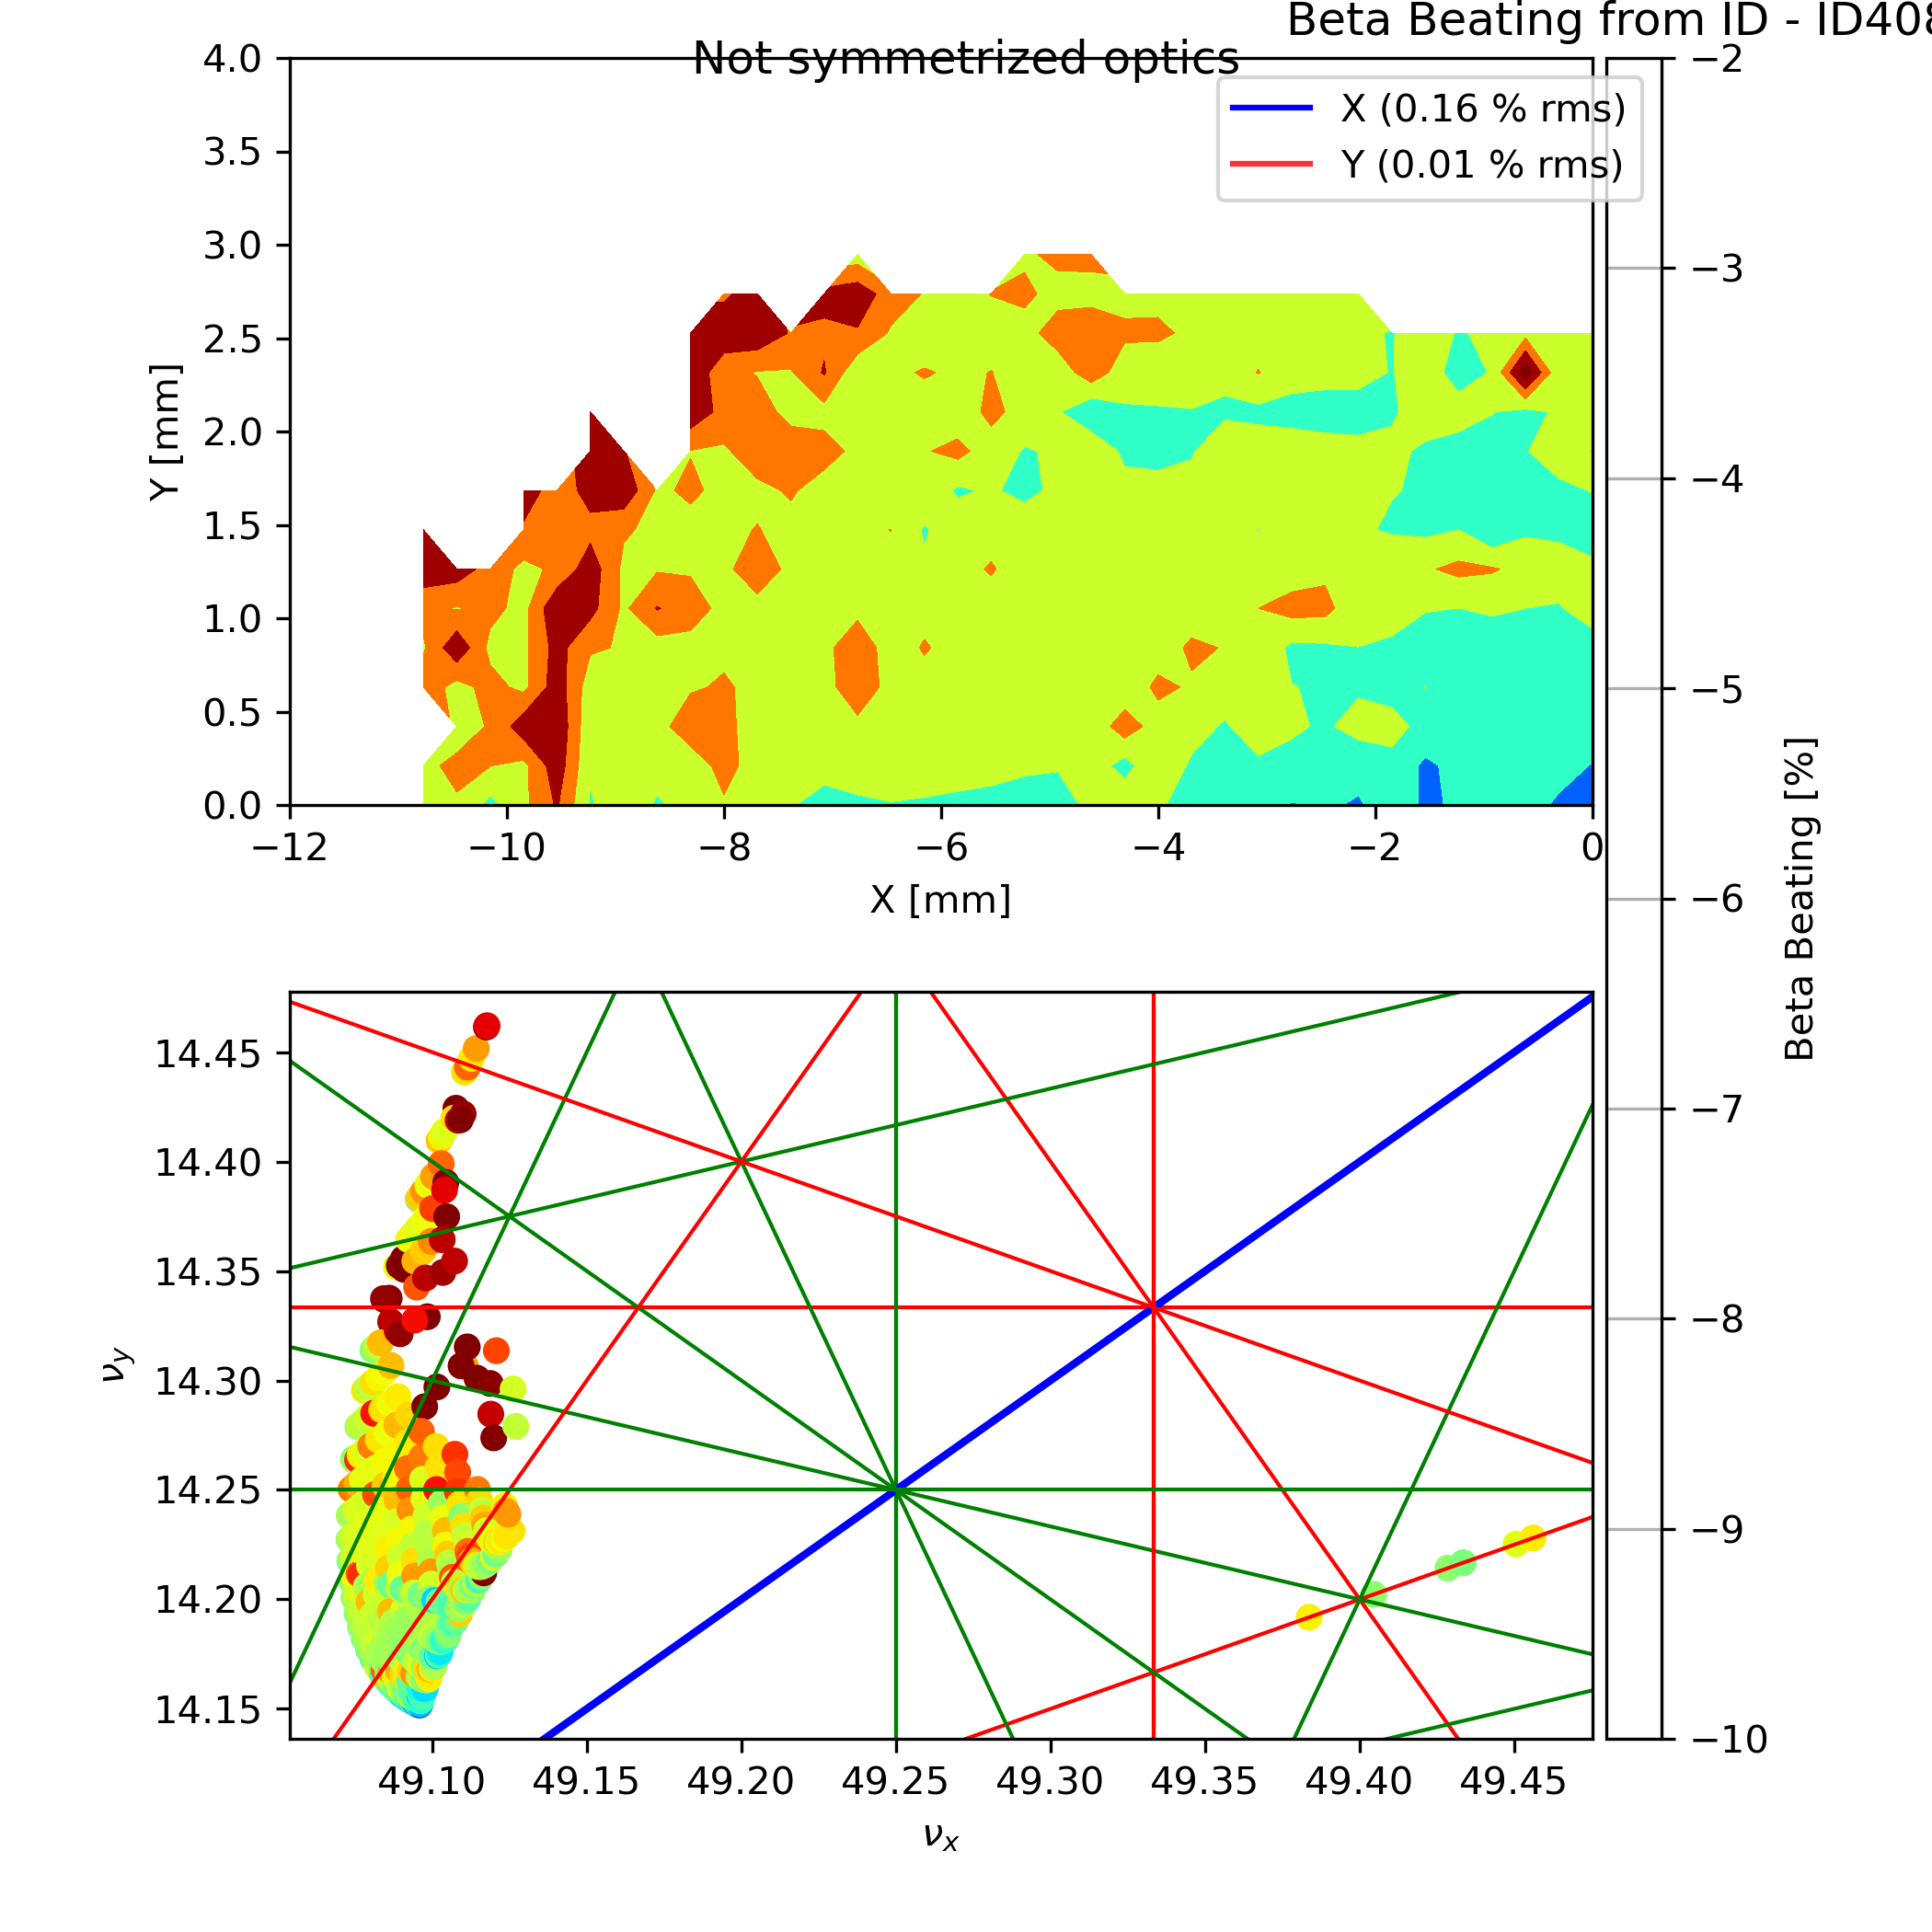 Beta Beating from ID - ID408
Not symmetrized optics
X (0.16 % rms)
Y (0.01 % rms)
4.0
3.5
3.0
2.5
2.0
1.5
1.0
0.5
0.0
Y [mm]
−12 −10 −8 −6 −4 −2 0
X [mm]
−2
−3
−4
−5
−6
−7
−8
−9
−10
Beta Beating [%]
14.45
14.40
14.35
14.30
14.25
14.20
14.15
νy
49.10 49.15 49.20 49.25 49.30 49.35 49.40 49.45
νx